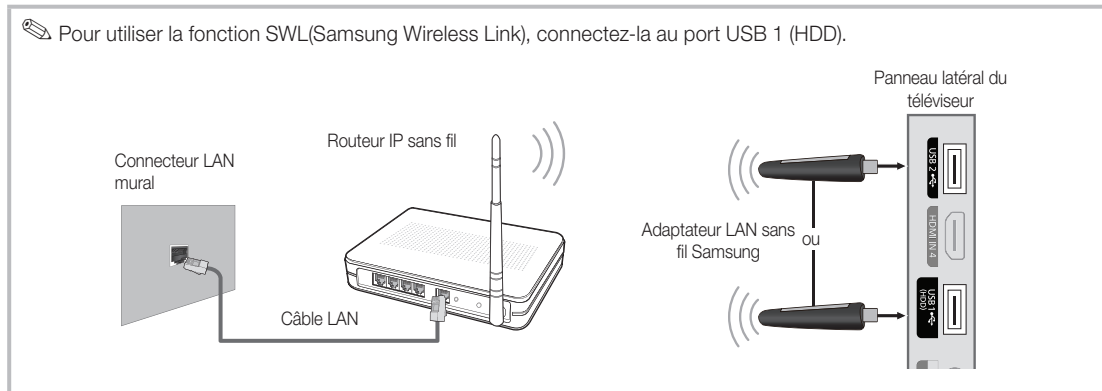 Pour utiliser la fonction SWL(Samsung Wireless Link), connectez-la au port USB 1 (HDD).
Panneau latéral du
téléviseur
Routeur IP sans fil
Connecteur LAN
mural
USB 2
HDMI IN 4
Adaptateur LAN sans
fil Samsung
ou
USB 1
(HDD)
Câble LAN